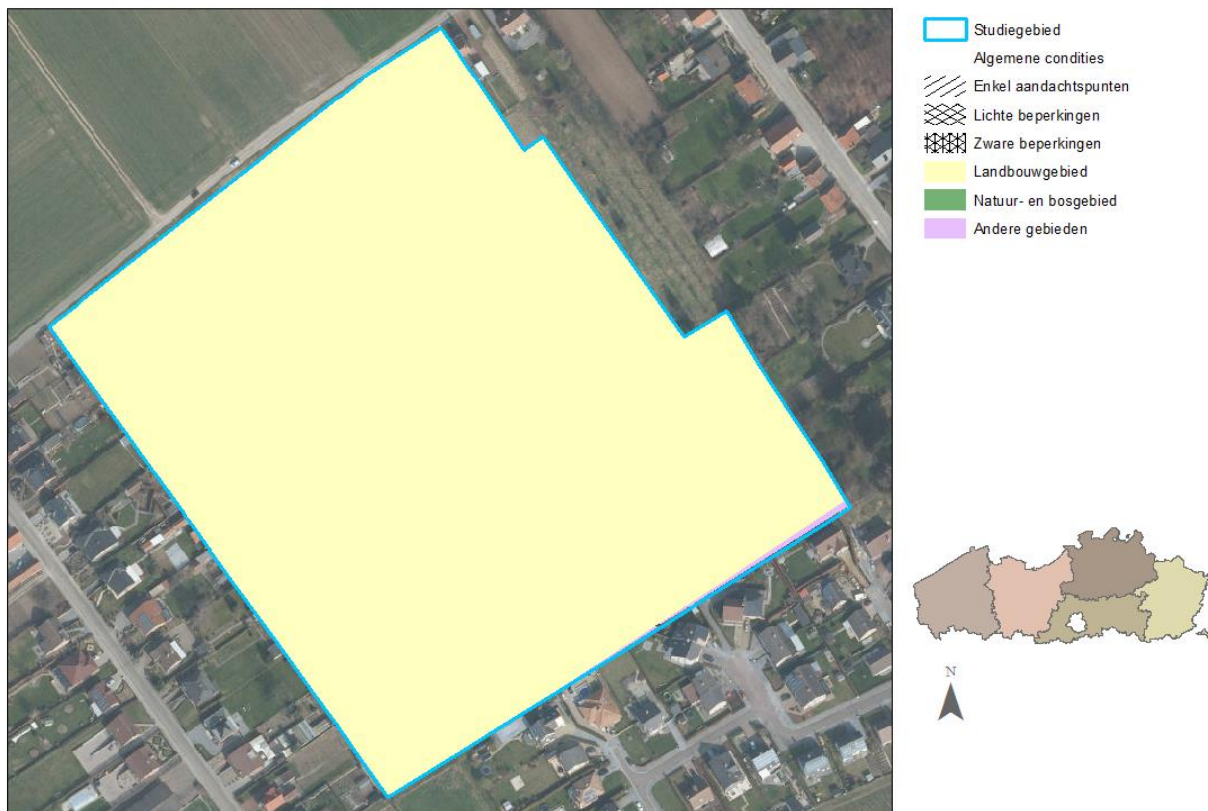 Studiegebied
Algemene condities
Enkel aandachtspunten
Lichte beperkingen
Zware beperkingen
Landbouwgebied
Natuur- en bosgebied
Andere gebieden
N